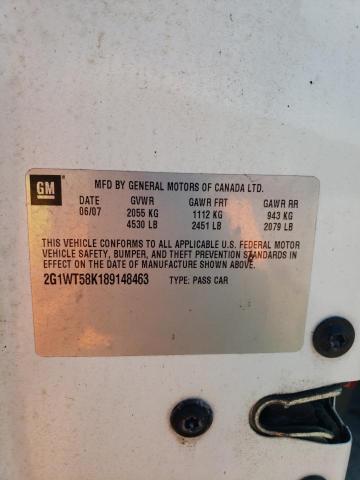 GM
MFD BY GENERAL MOTORS OF CANADA LTD.
DATE GVWR GAWR FRT GAWR RR
06/07 2055 KG 1112 KG 943 KG
4530 LB 2451 LB 2079 LB
THIS VEHICLE CONFORMS TO ALL APPLICABLE U.S. FEDERAL MOTOR
VEHICLE SAFETY, BUMPER, AND THEFT PREVENTION STANDARDS
IN EFFECT ON THE DATE OF MANUFACTURE SHOWN ABOVE.
2G1WT58K189148463 TYPE: PASS CAR